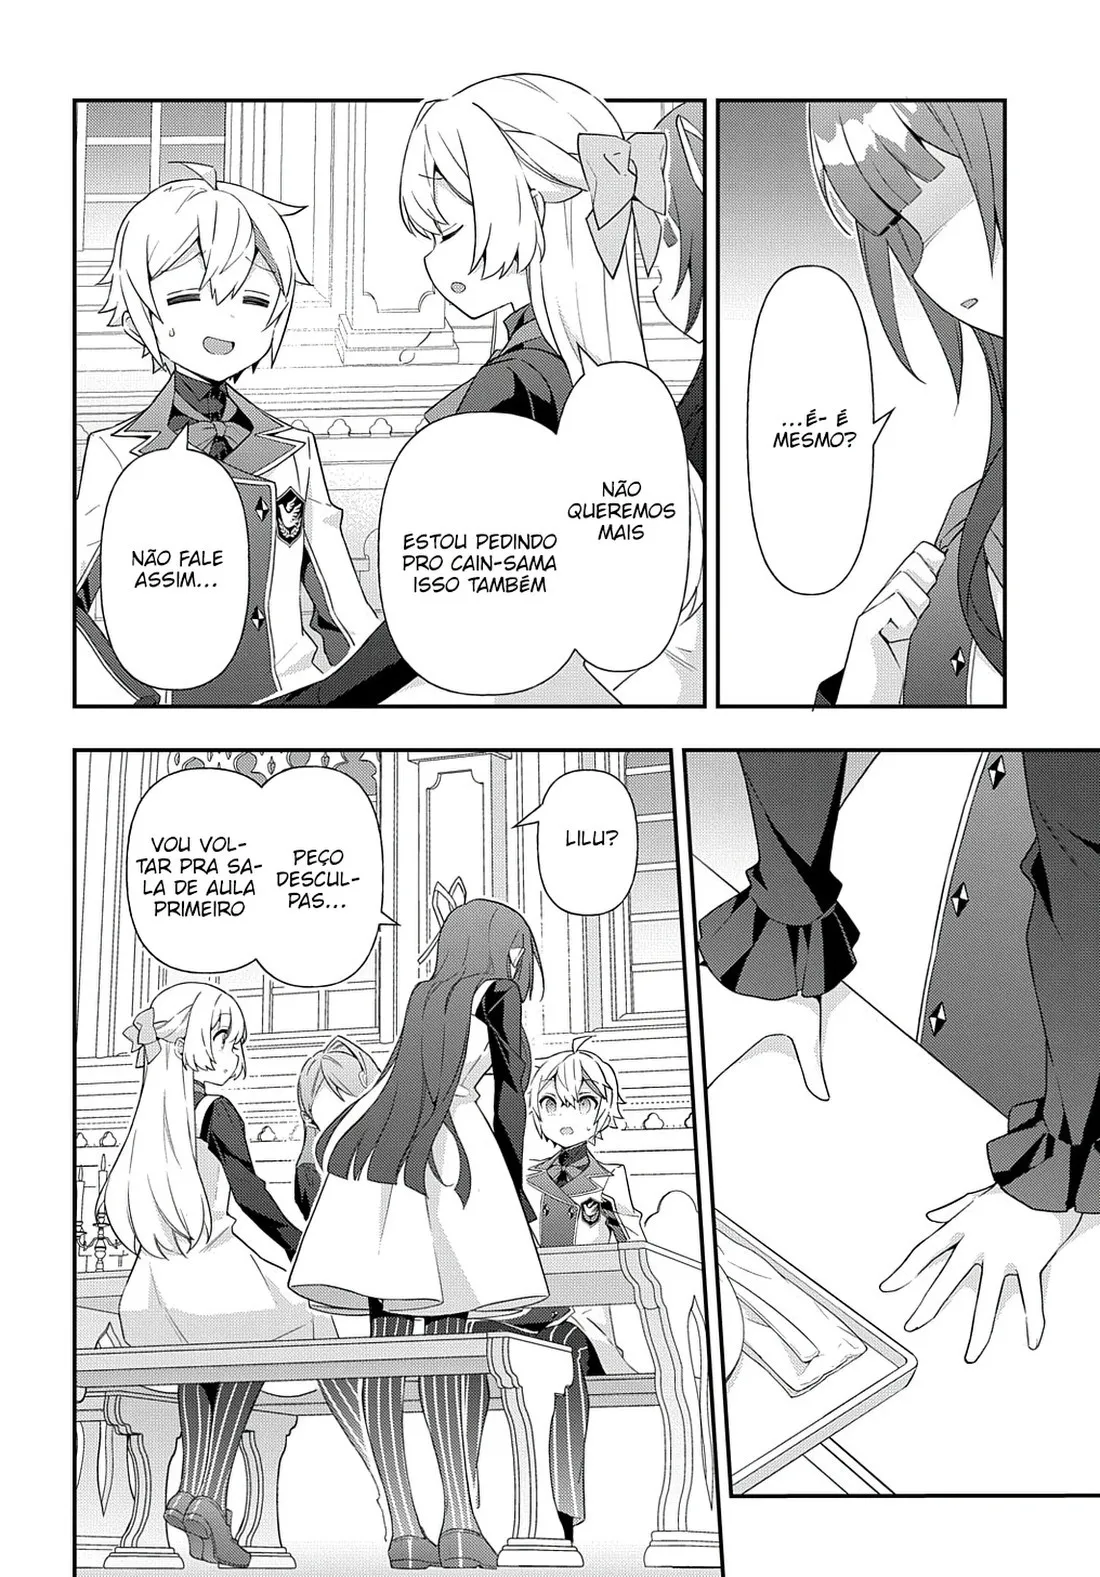 ...É- É
MESMO?
NÃO
QUEREMOS
MAIS
ESTOU PEDINDO
PRO CAIN-SAMA
ISSO TAMBÉM
NÃO FALE
ASSIM...
LILU?
PEÇO
DESCUL-
PAS...
VOU VOL-
TAR PRA SA-
LA DE AULA
PRIMEIRO